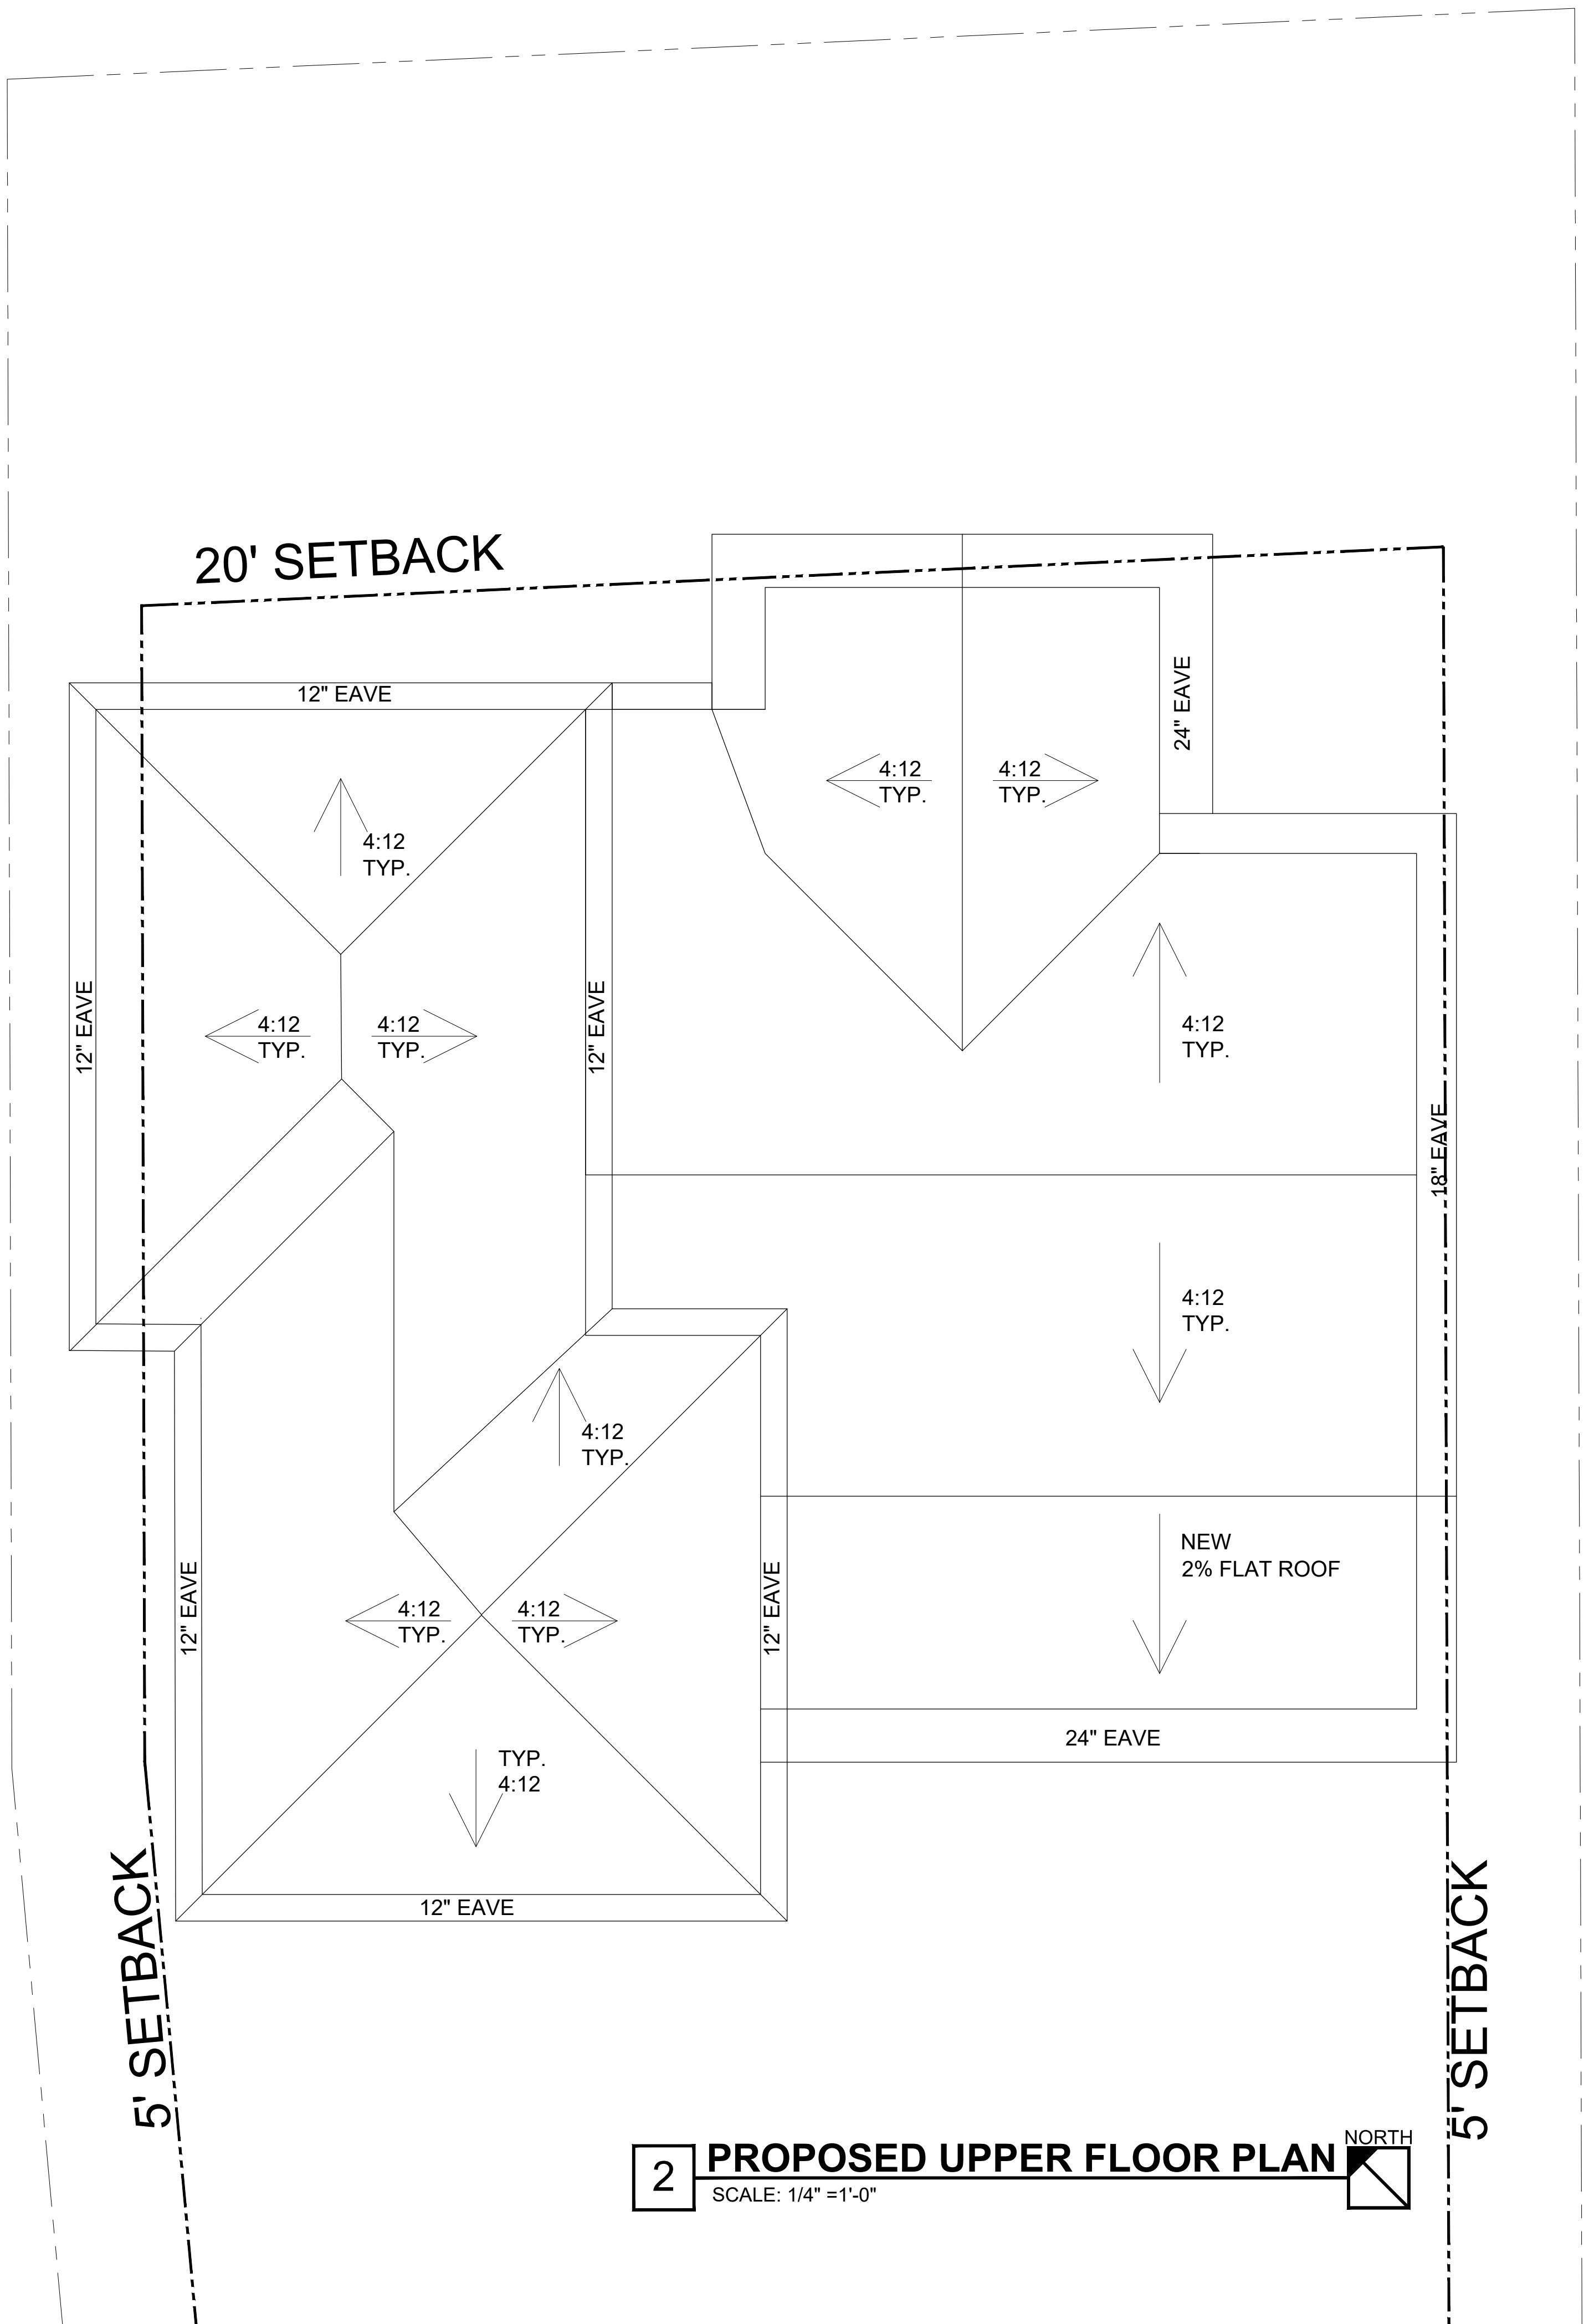 20' SETBACK
12" EAVE
24" EAVE
4:12
TYP.
4:12
TYP.
4:12
TYP.
12" EAVE
4:12
TYP.
4:12
TYP.
12" EAVE
4:12
TYP.
18" EAVE
4:12
TYP.
4:12
TYP.
NEW
2% FLAT ROOF
12" EAVE
4:12
TYP.
4:12
TYP.
12" EAVE
24" EAVE
TYP.
4:12
12" EAVE
5' SETBACK
5' SETBACK
NORTH
2
PROPOSED UPPER FLOOR PLAN
SCALE: 1/4" =1'-0"